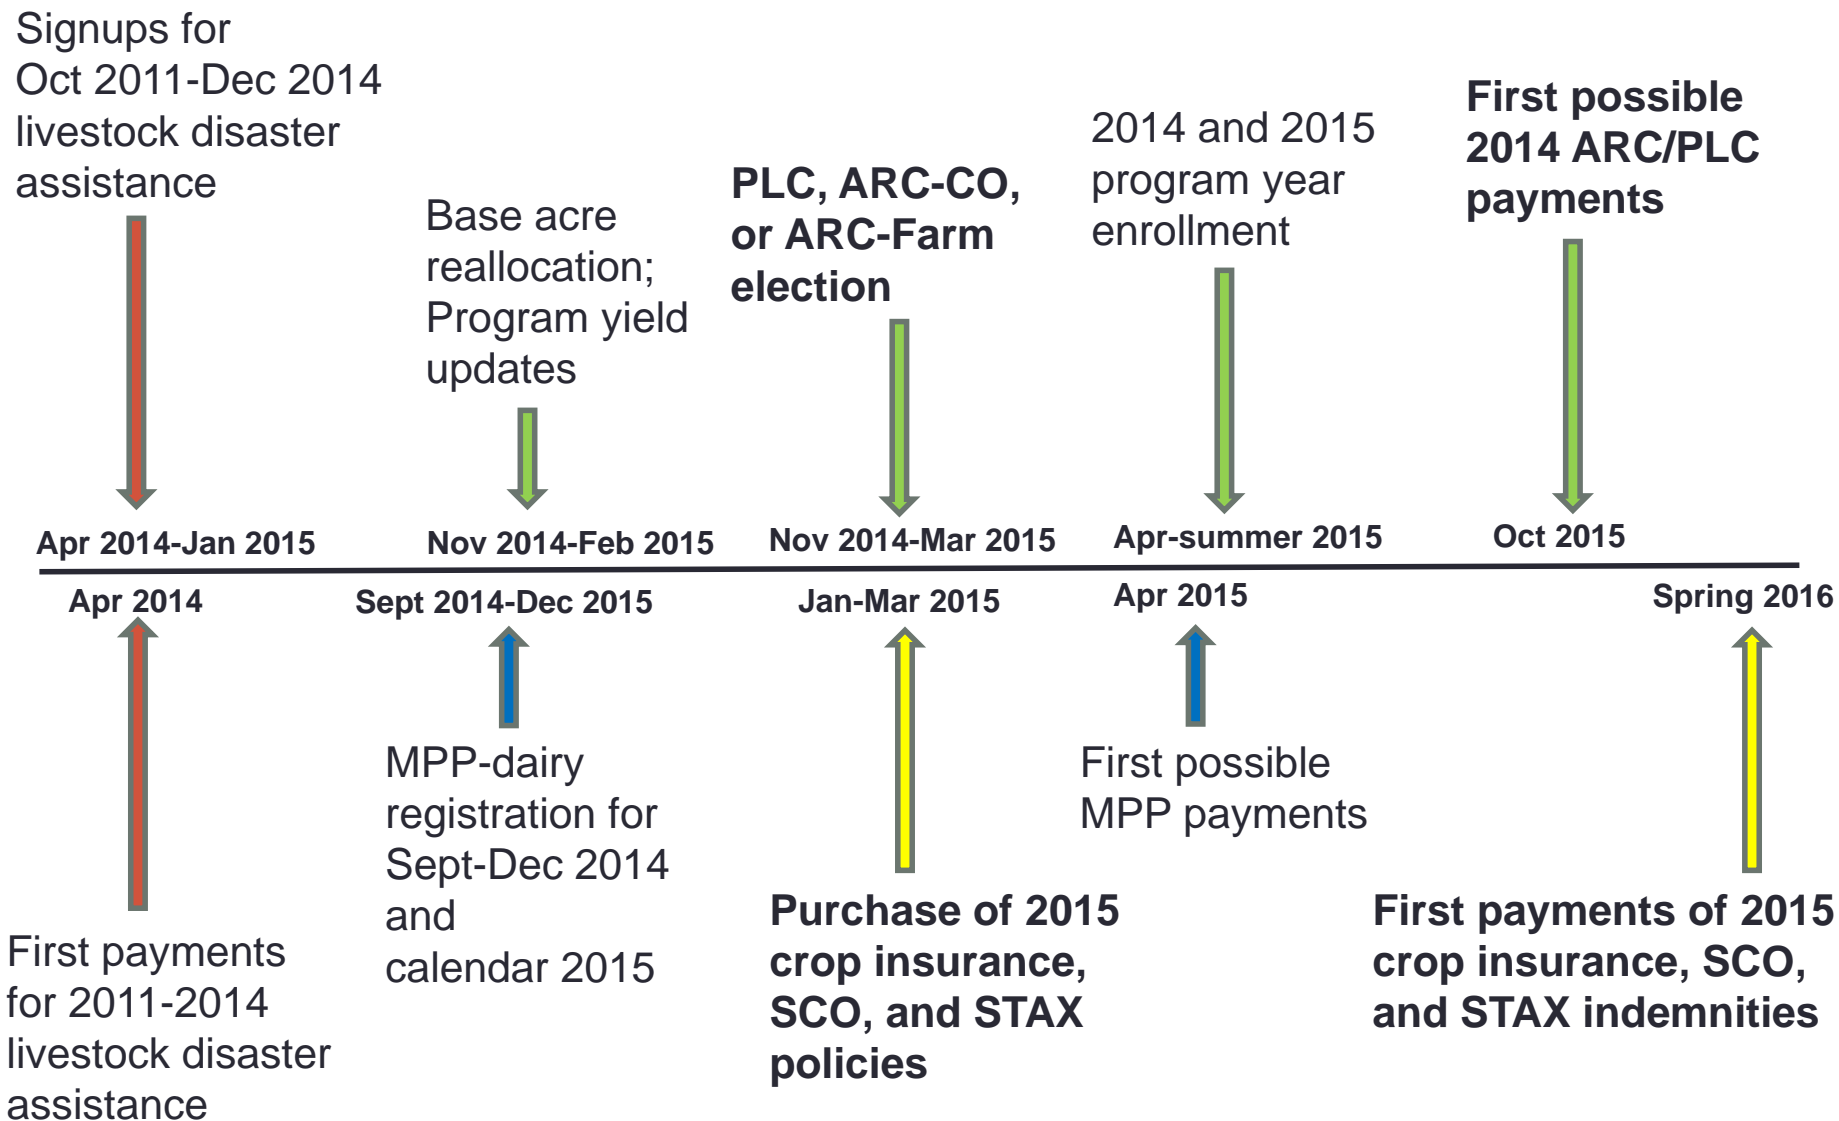 Signups for
Oct 2011-Dec 2014
livestock disaster
assistance
Base acre
reallocation;
Program yield
updates
PLC, ARC-CO,
or ARC-Farm
election
2014 and 2015
program year
enrollment
First possible
2014 ARC/PLC
payments
Apr 2014-Jan 2015
Nov 2014-Feb 2015
Nov 2014-Mar 2015
Apr-summer 2015
Oct 2015
Apr 2014
Sept 2014-Dec 2015
Jan-Mar 2015
Apr 2015
Spring 2016
First payments
for 2011-2014
livestock disaster
assistance
MPP-dairy
registration for
Sept-Dec 2014
and
calendar 2015
Purchase of 2015
crop insurance,
SCO, and STAX
policies
First possible
MPP payments
First payments of 2015
crop insurance, SCO,
and STAX indemnities